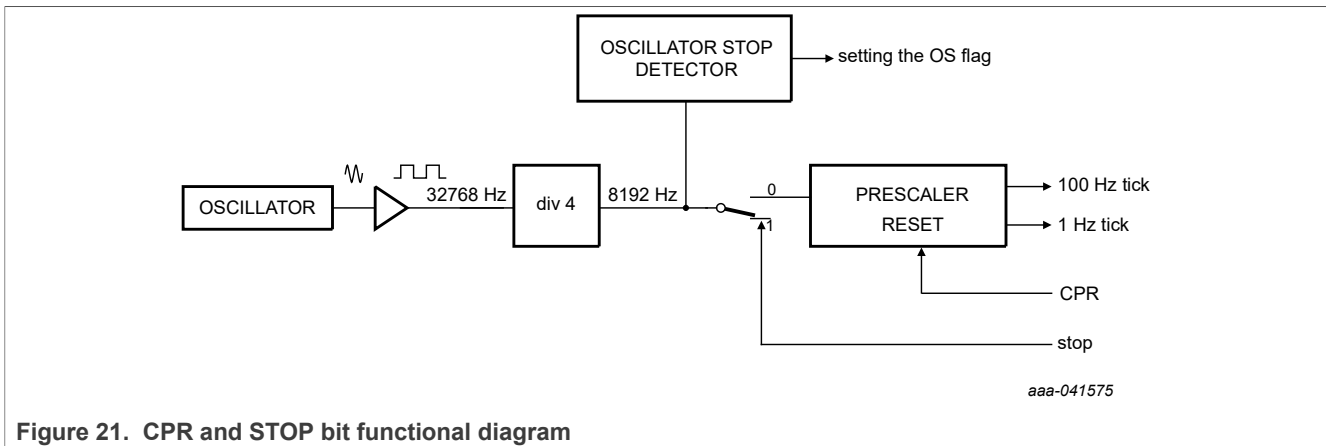 OSCILLATOR STOP
DETECTOR
setting the OS flag
OSCILLATOR
32768 Hz
div 4
8192 Hz
0
1
PRESCALER
RESET
100 Hz tick
1 Hz tick
CPR
stop
aaa-041575
Figure 21. CPR and STOP bit functional diagram